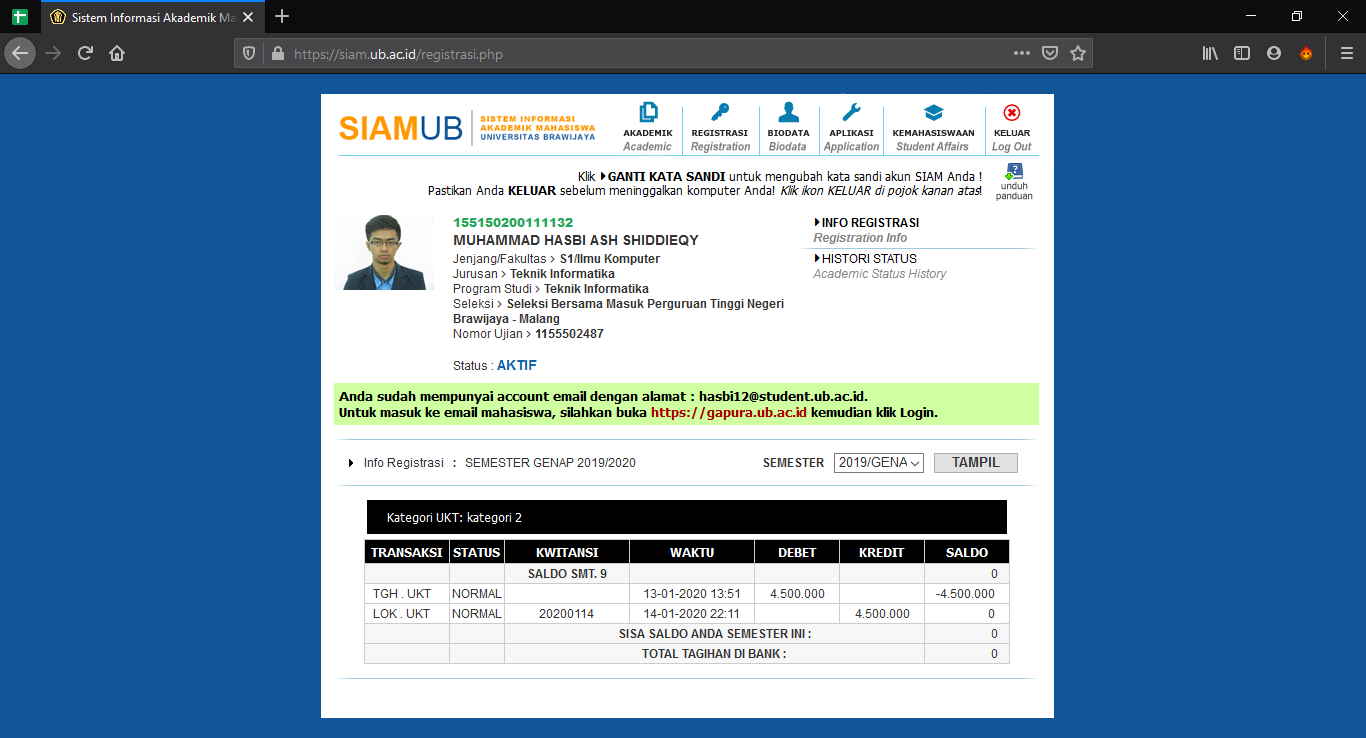 Sistem Informasi Akademik Ma
https://siam.ub.ac.id/registrasi.php
SIAMUB
SISTEM INFORMASI
AKADEMIK MAHASISWA
UNIVERSITAS BRAWIJAYA
AKADEMIK
Academic
REGISTRASI
Registration
BIODATA
Biodata
APLIKASI
Application
KEMAHASISWAAN
Student Affairs
KELUAR
Log Out
Klik GANTI KATA SANDI untuk mengubah kata sandi akun SIAM Anda !
Pastikan Anda KELUAR sebelum meninggalkan komputer Anda! Klik ikon KELUAR di pojok kanan atas!
unduh
panduan
155150200111132
MUHAMMAD HASBI ASH SHIDDIEQY
Jenjang/Fakultas > S1/Ilmu Komputer
Jurusan > Teknik Informatika
Program Studi > Teknik Informatika
Seleksi > Seleksi Bersama Masuk Perguruan Tinggi Negeri
Brawijaya - Malang
Nomor Ujian > 1155502487
Status : AKTIF
INFO REGISTRASI
Registration Info
HISTORI STATUS
Academic Status History
Anda sudah mempunyai account email dengan alamat : hasbi12@student.ub.ac.id.
Untuk masuk ke email mahasiswa, silahkan buka https://gapura.ub.ac.id kemudian klik Login.
Info Registrasi : SEMESTER GENAP 2019/2020 SEMESTER 2019/GENA TAMPIL
Kategori UKT: kategori 2
TRANSAKSI STATUS KWITANSI WAKTU DEBET KREDIT SALDO
SALDO SMT. 9 0
TGH . UKT NORMAL 13-01-2020 13:51 4.500.000 -4.500.000
LOK . UKT NORMAL 20200114 14-01-2020 22:11 4.500.000 0
SISA SALDO ANDA SEMESTER INI : 0
TOTAL TAGIHAN DI BANK : 0